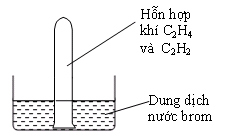 Hỗn hợp
khí C₂H₄
và C₂H₂
Dung dịch
nước brom